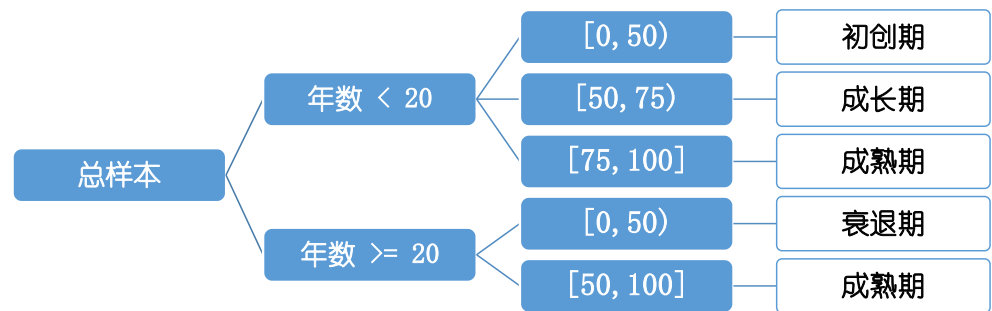 总样本
年数 < 20
[0,50)
初创期
[50,75)
成长期
[75,100]
成熟期
年数 >= 20
[0,50)
衰退期
[50,100]
成熟期